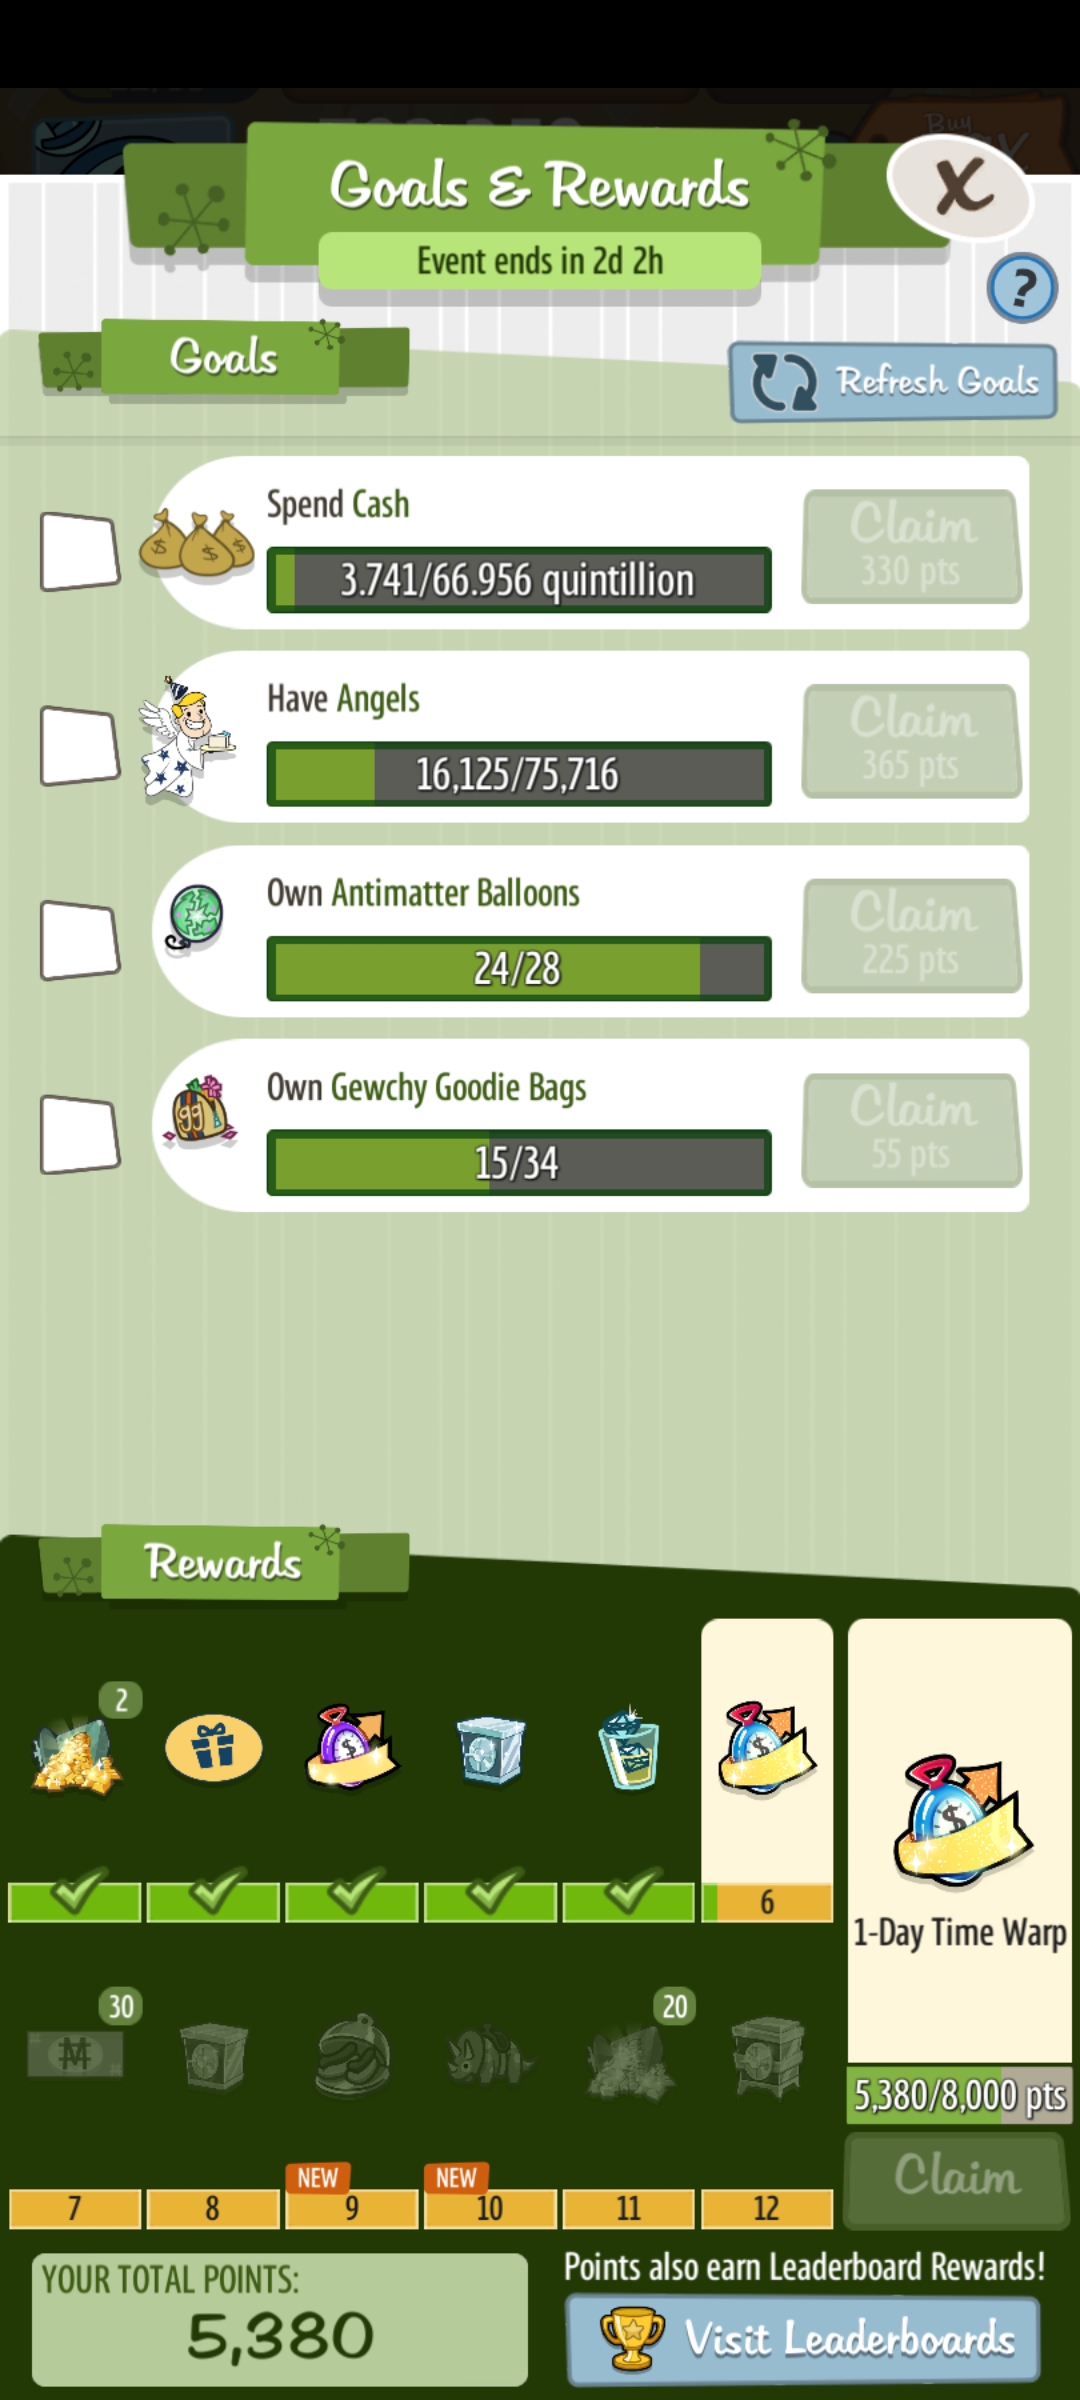 Buy
Goals & Rewards
X
Event ends in 2d 2h
?
Goals
Refresh Goals
Spend Cash
3.741/66.956 quintillion
Claim
330 pts
Have Angels
16,125/75,716
Claim
365 pts
Own Antimatter Balloons
24/28
Claim
225 pts
Own Gewchy Goodie Bags
15/34
Claim
55 pts
Rewards
2
6
1-Day Time Warp
30
20
5,380/8,000 pts
NEW
NEW
7
8
9
10
11
12
Claim
YOUR TOTAL POINTS:
5,380
Points also earn Leaderboard Rewards!
Visit Leaderboards